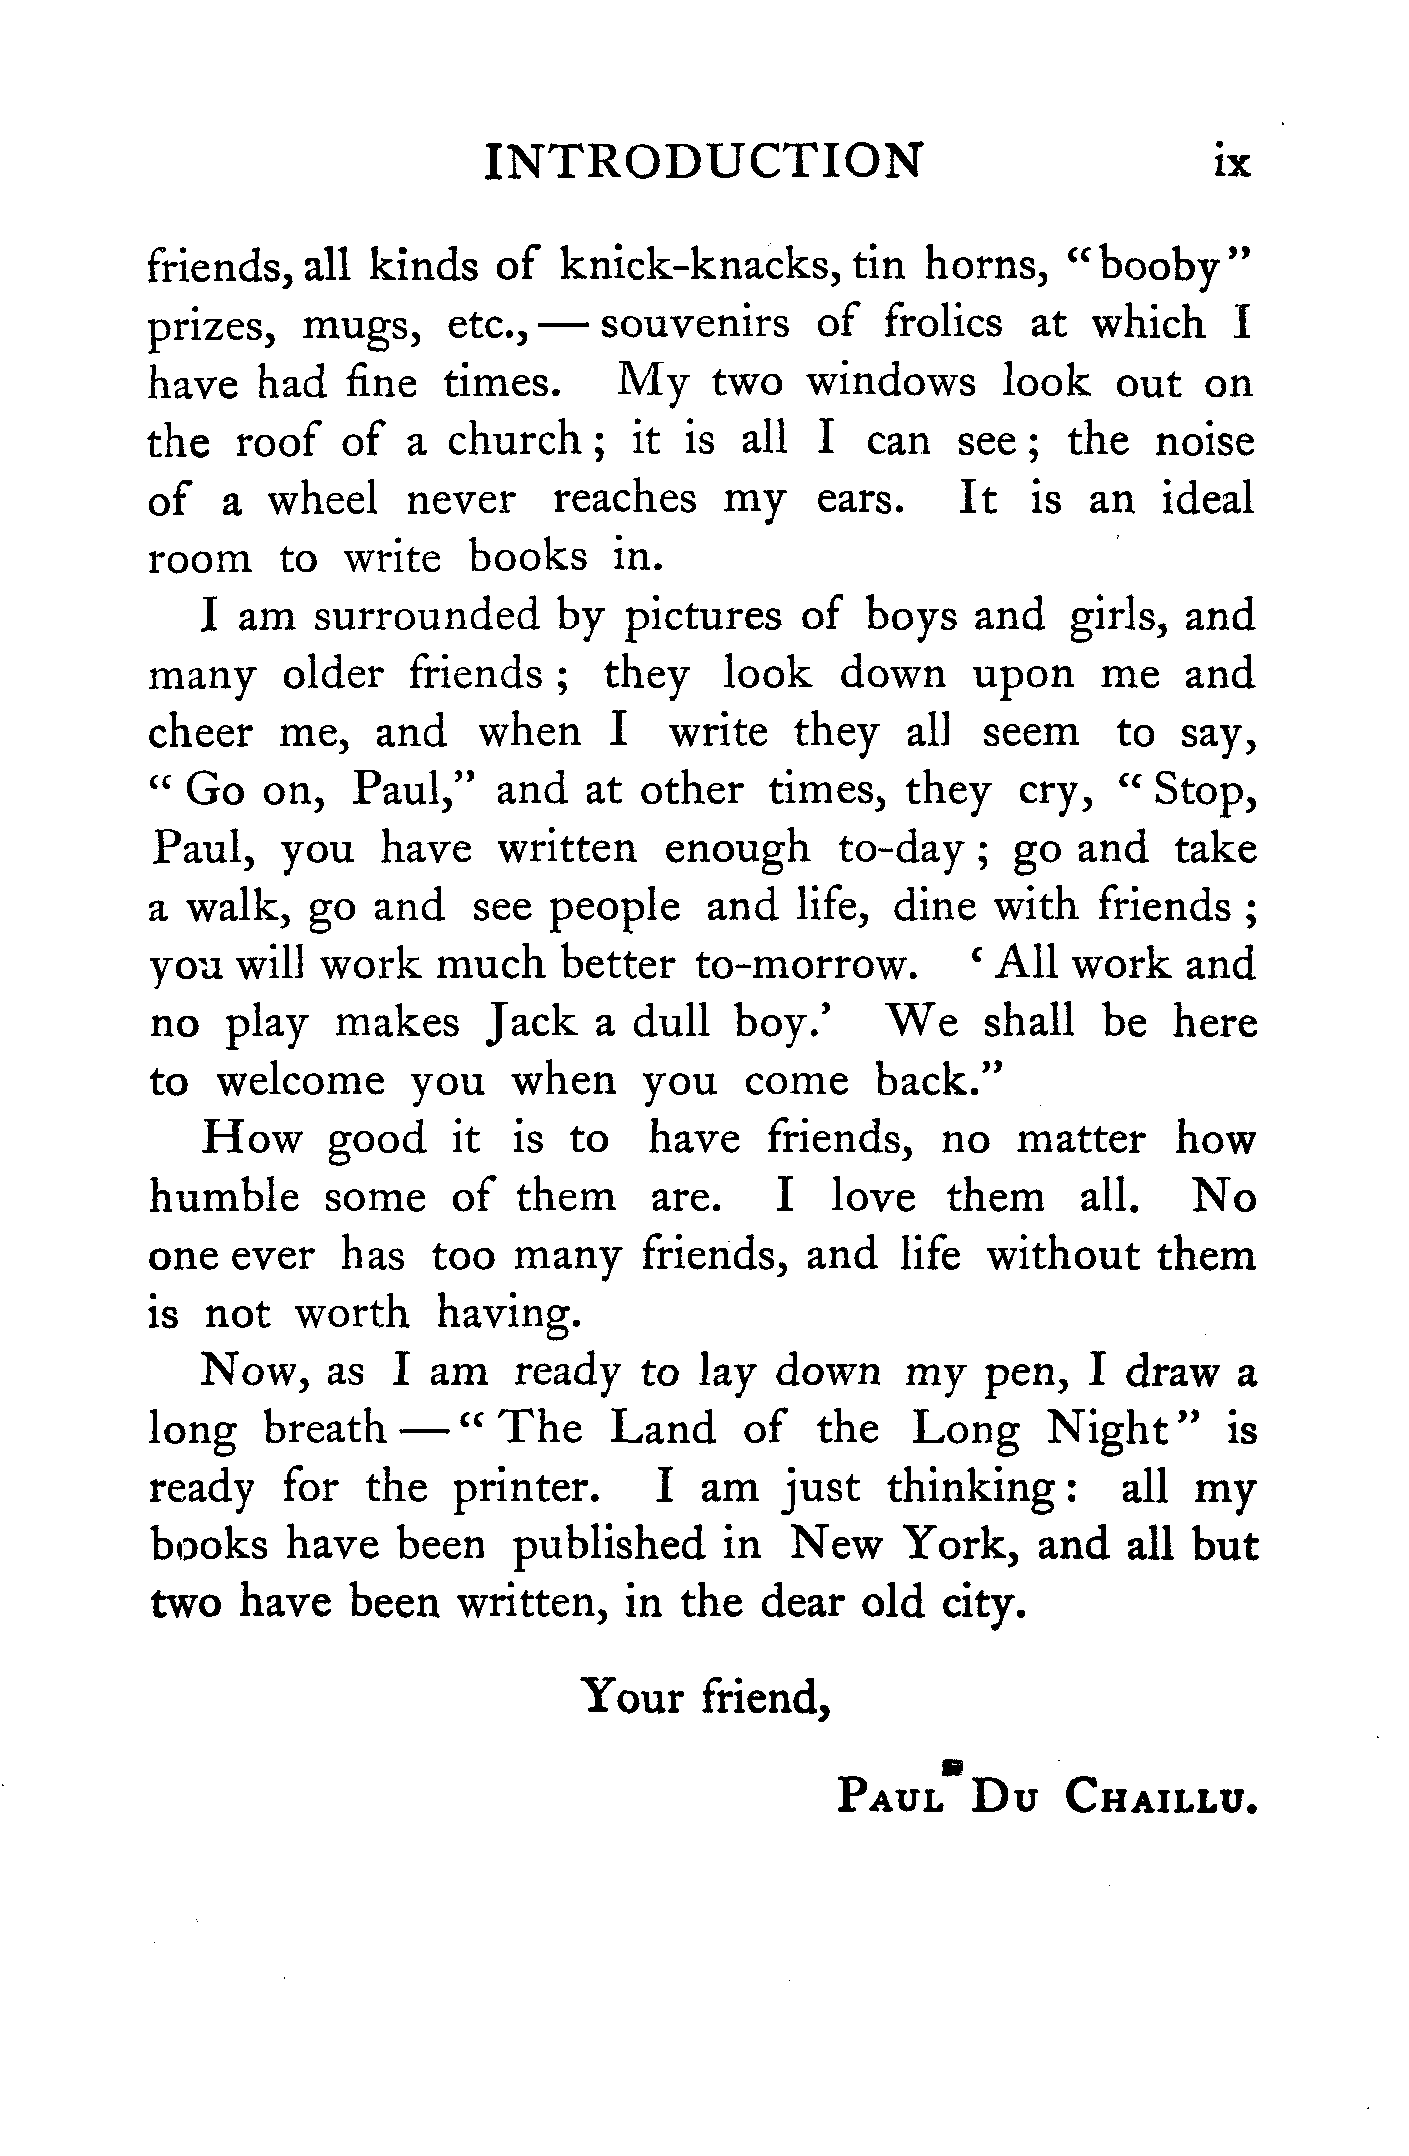 INTRODUCTION ix
friends, all kinds of knick-knacks, tin horns, “booby”
prizes, mugs, etc., — souvenirs of frolics at which I
have had fine times. My two windows look out on
the roof of a church; it is all I can see; the noise
of a wheel never reaches my ears. It is an ideal
room to write books in.
I am surrounded by pictures of boys and girls, and
many older friends; they look down upon me and
cheer me, and when I write they all seem to say,
“Go on, Paul,” and at other times, they cry, “Stop,
Paul, you have written enough to-day; go and take
a walk, go and see people and life, dine with friends;
you will work much better to-morrow. ‘All work and
no play makes Jack a dull boy.’ We shall be here
to welcome you when you come back.”
How good it is to have friends, no matter how
humble some of them are. I love them all. No
one ever has too many friends, and life without them
is not worth having.
Now, as I am ready to lay down my pen, I draw a
long breath — “The Land of the Long Night” is
ready for the printer. I am just thinking: all my
books have been published in New York, and all but
two have been written, in the dear old city.
Your friend,
PAUL DU CHAILLU.